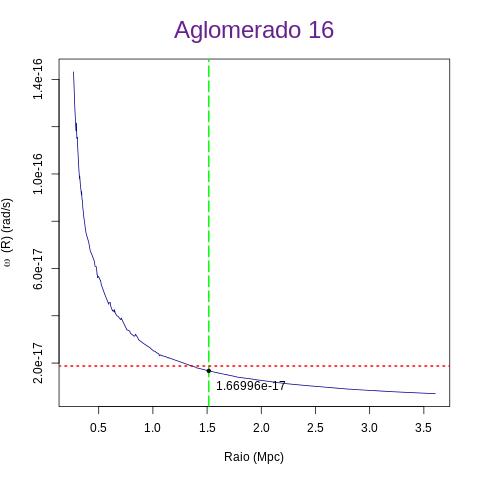 Aglomerado 16
ω (R) (rad/s)
1.4e-16
1.0e-16
6.0e-17
2.0e-17
1.66996e-17
0.5 1.0 1.5 2.0 2.5 3.0 3.5
Raio (Mpc)